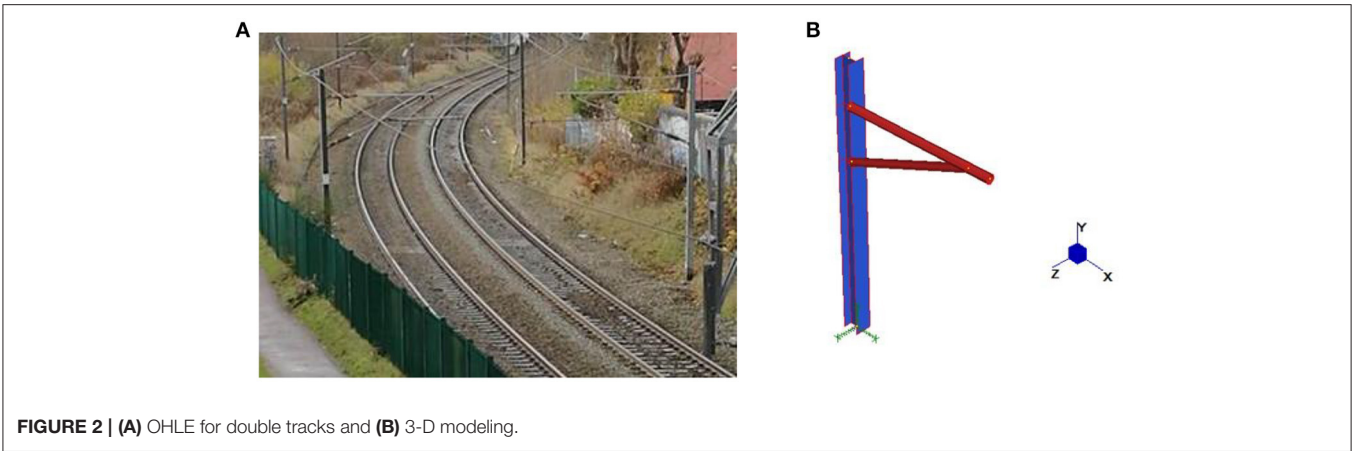 A
B
Y
Z
X
FIGURE 2 | (A) OHLE for double tracks and (B) 3-D modeling.